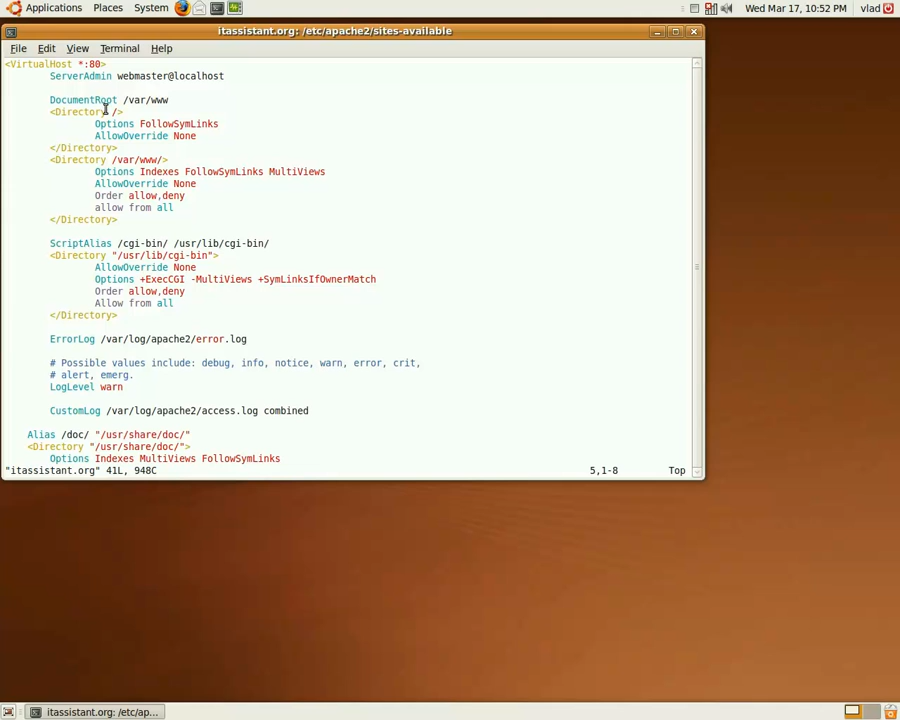 Applications Places System Wed Mar 17, 10:52 PM vlad
itassistant.org: /etc/apache2/sites-available
File Edit View Terminal Help
<VirtualHost *:80>
ServerAdmin webmaster@localhost
DocumentRoot /var/www
<Directory />
Options FollowSymLinks
AllowOverride None
</Directory>
<Directory /var/www/>
Options Indexes FollowSymLinks MultiViews
AllowOverride None
Order allow,deny
allow from all
</Directory>
ScriptAlias /cgi-bin/ /usr/lib/cgi-bin/
<Directory "/usr/lib/cgi-bin">
AllowOverride None
Options +ExecCGI -MultiViews +SymLinksIfOwnerMatch
Order allow,deny
Allow from all
</Directory>
ErrorLog /var/log/apache2/error.log
# Possible values include: debug, info, notice, warn, error, crit,
# alert, emerg.
LogLevel warn
CustomLog /var/log/apache2/access.log combined
Alias /doc/ "/usr/share/doc/"
<Directory "/usr/share/doc/">
Options Indexes MultiViews FollowSymLinks
"itassistant.org" 41L, 948C 5,1-8 Top
itassistant.org: /etc/ap...